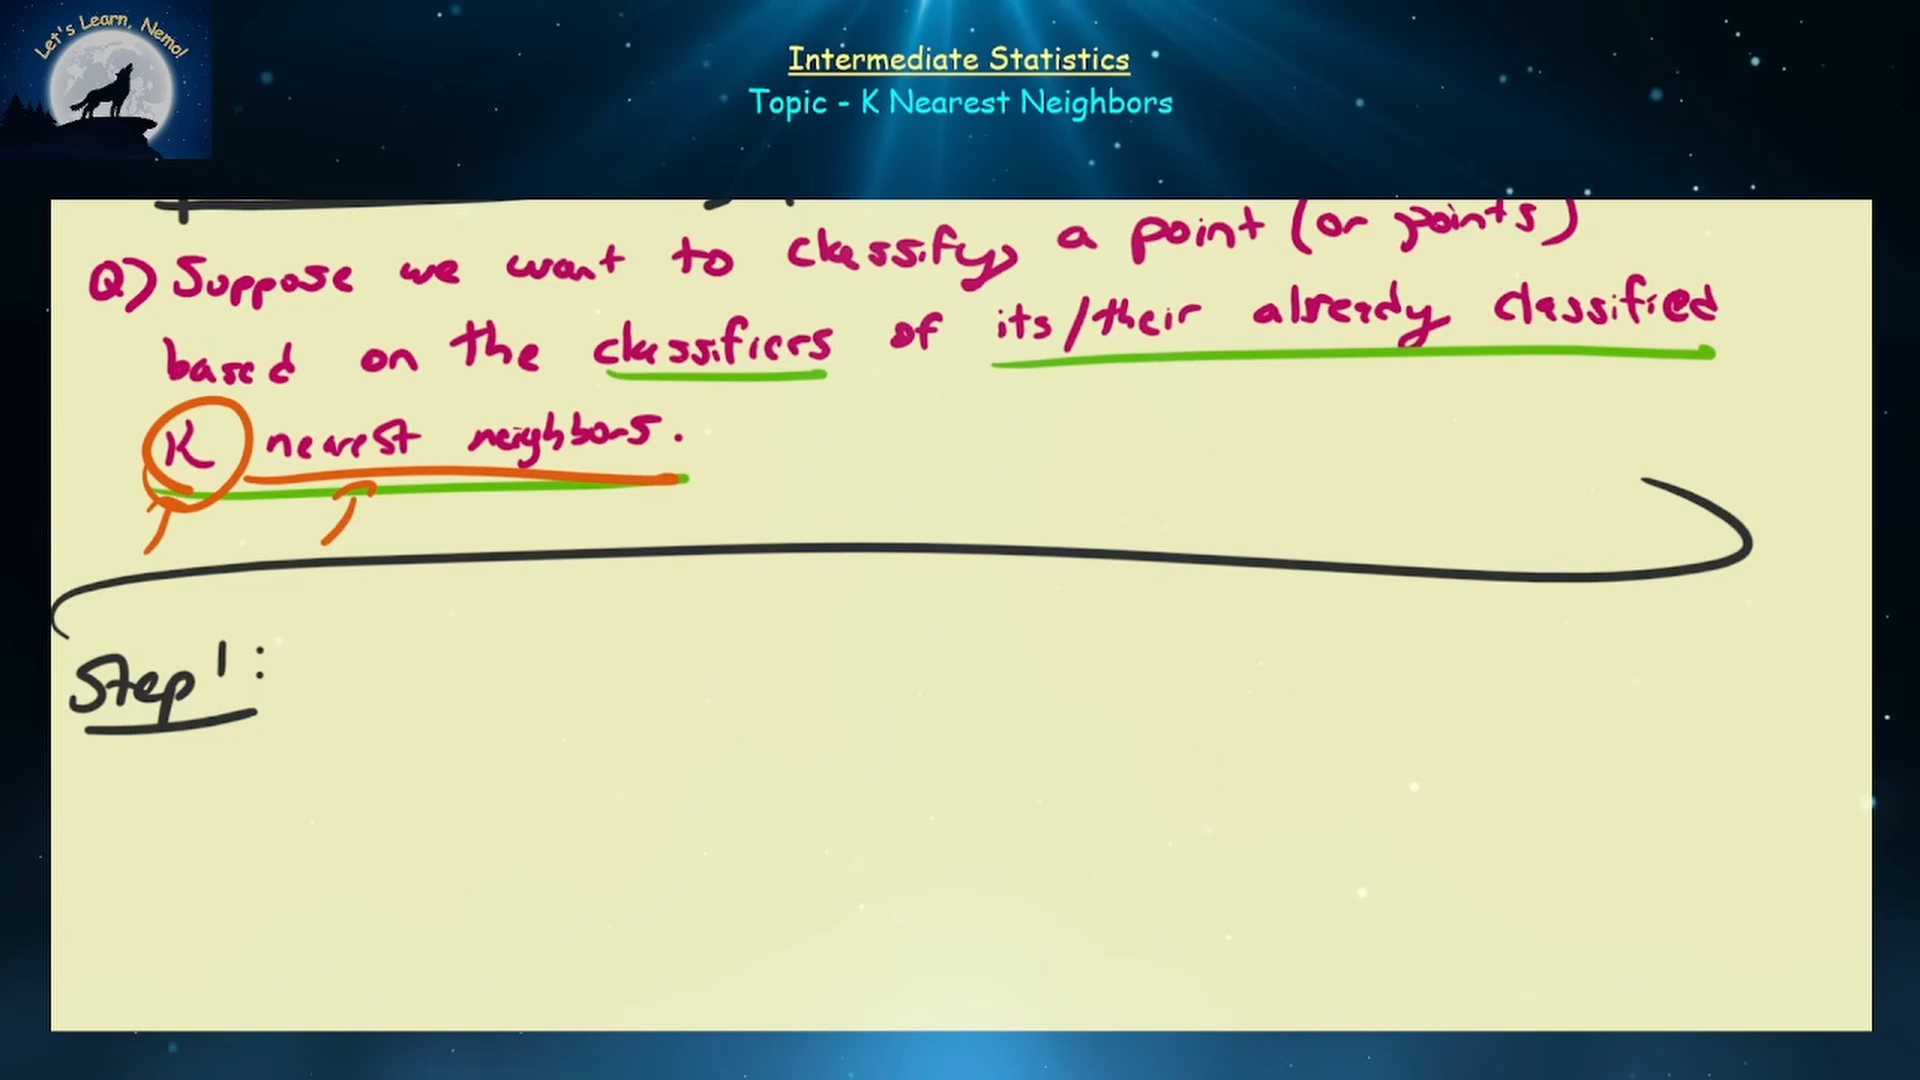 Let's Learn, Nemo!
Intermediate Statistics
Topic - K Nearest Neighbors
Q) Suppose we want to classify a point (or points)
based on the classifiers of its/their already classified
K nearest neighbors.
Step 1: